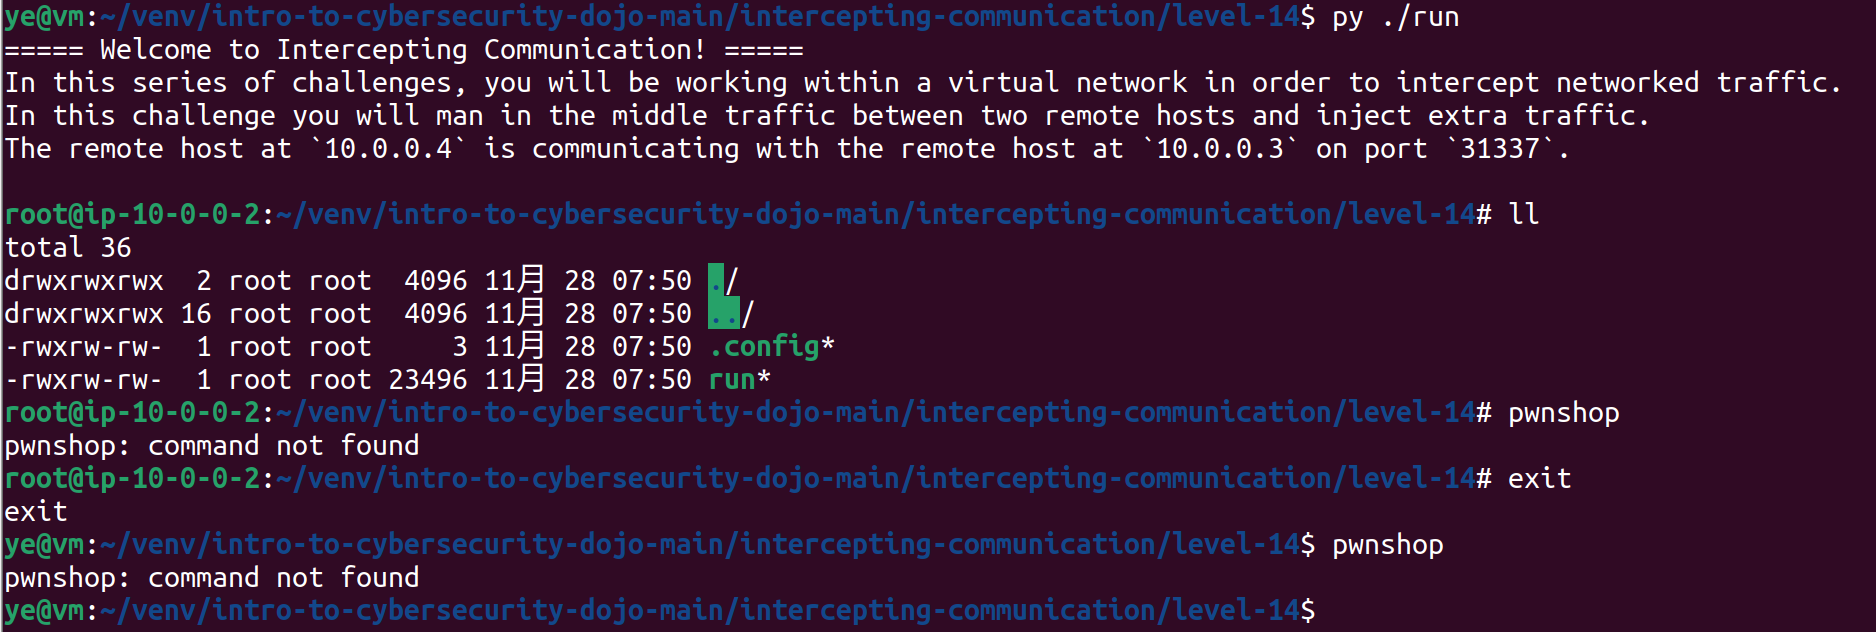 ye@vm:~/venv/intro-to-cybersecurity-dojo-main/intercepting-communication/level-14$ py ./run
===== Welcome to Intercepting Communication! =====
In this series of challenges, you will be working within a virtual network in order to intercept networked traffic.
In this challenge you will man in the middle traffic between two remote hosts and inject extra traffic.
The remote host at `10.0.0.4` is communicating with the remote host at `10.0.0.3` on port `31337`.
root@ip-10-0-0-2:~/venv/intro-to-cybersecurity-dojo-main/intercepting-communication/level-14# ll
total 36
drwxrwxrwx  2 root root  4096 11月 28 07:50 ./
drwxrwxrwx 16 root root  4096 11月 28 07:50 ../
-rwxrw-rw-  1 root root     3 11月 28 07:50 .config*
-rwxrw-rw-  1 root root 23496 11月 28 07:50 run*
root@ip-10-0-0-2:~/venv/intro-to-cybersecurity-dojo-main/intercepting-communication/level-14# pwnshop
pwnshop: command not found
root@ip-10-0-0-2:~/venv/intro-to-cybersecurity-dojo-main/intercepting-communication/level-14# exit
exit
ye@vm:~/venv/intro-to-cybersecurity-dojo-main/intercepting-communication/level-14$ pwnshop
pwnshop: command not found
ye@vm:~/venv/intro-to-cybersecurity-dojo-main/intercepting-communication/level-14$